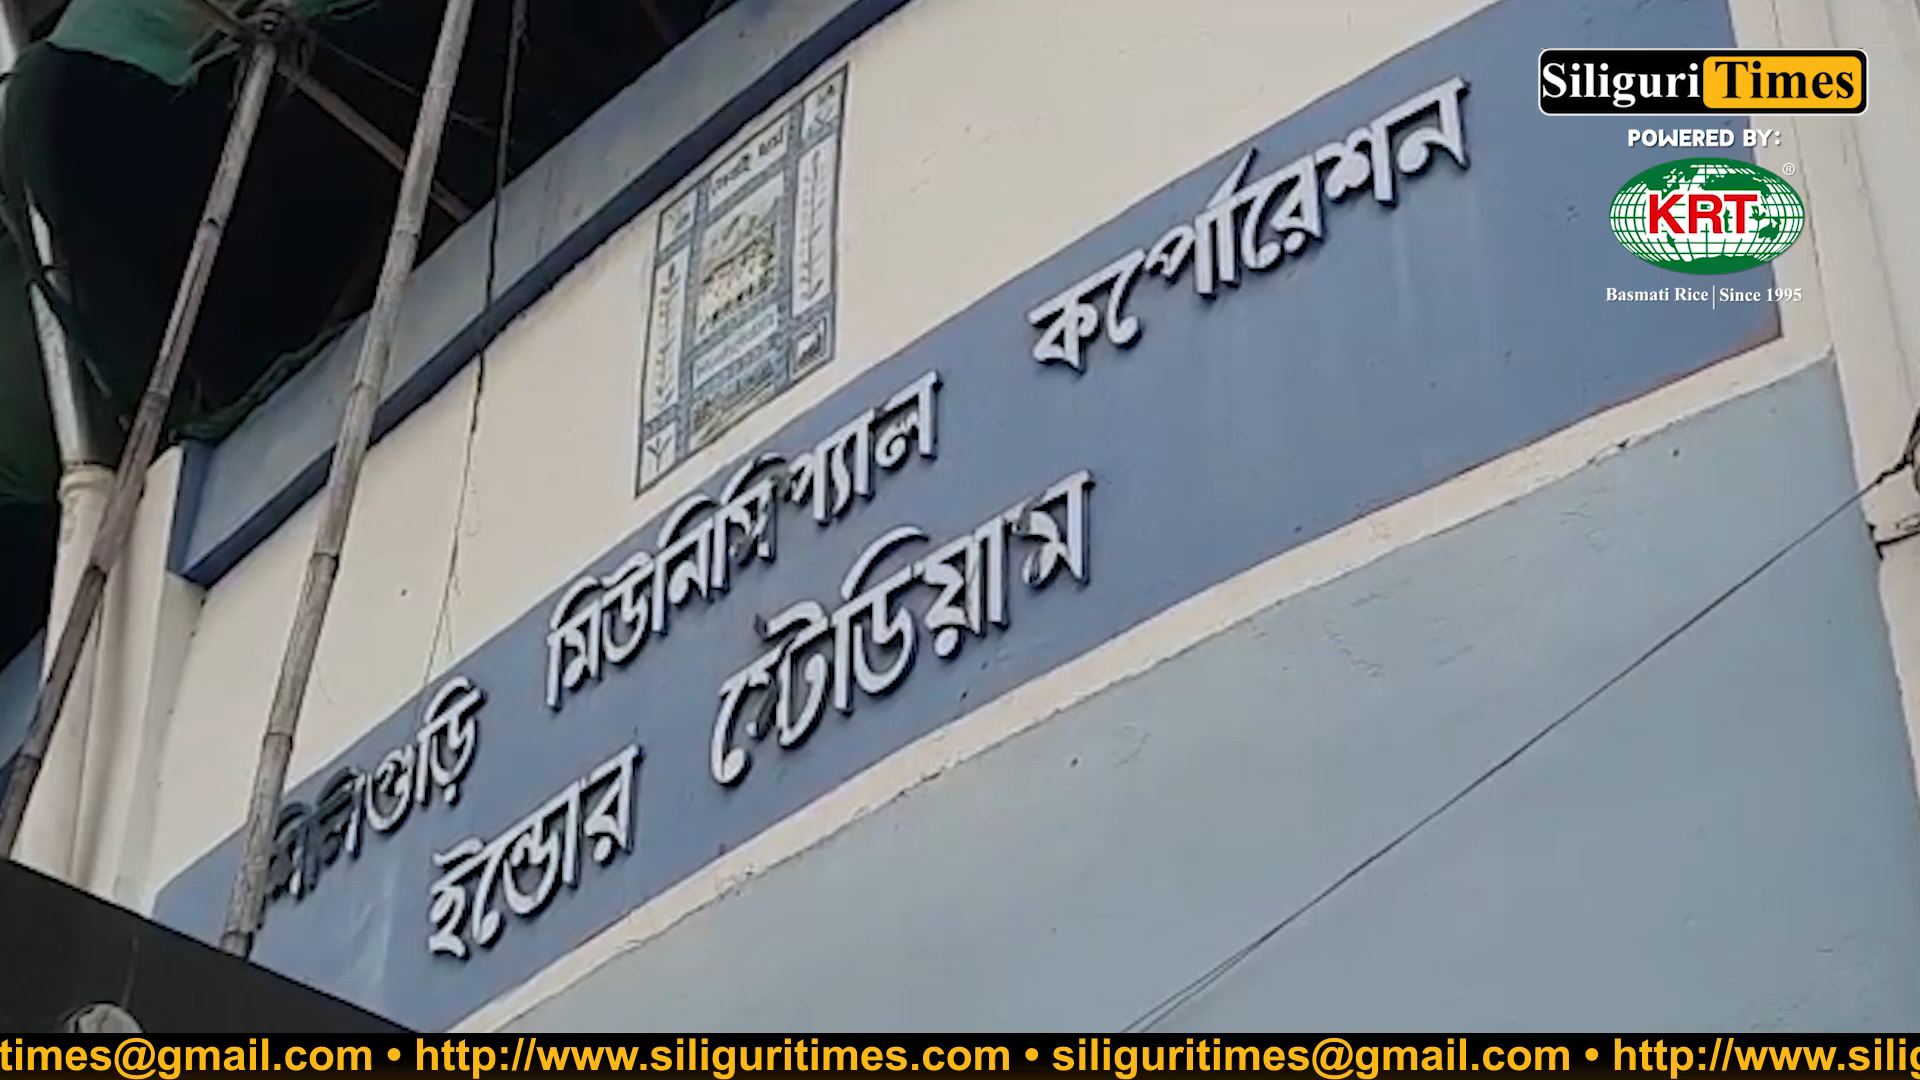 Siliguri Times
POWERED BY:
KRT
®
Basmati Rice | Since 1995
শিলিগুড়ি মিউনিসিপ্যাল কর্পোরেশন
ইন্ডোর স্টেডিয়াম
times@gmail.com • http://www.siliguritimes.com • siliguritimes@gmail.com • http://www.silig